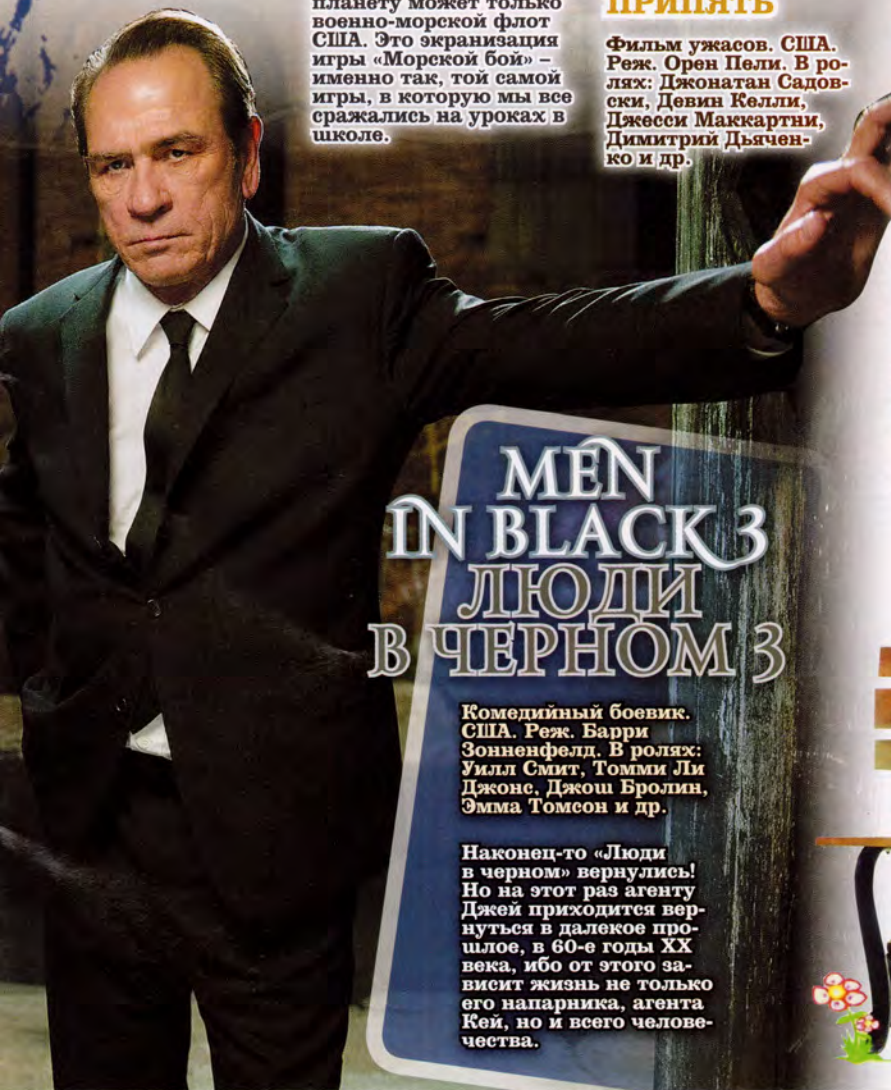 планету может только
военно-морской флот
США. Это экранизация
игры «Морской бой» –
именно так, той самой
игры, в которую мы все
сражались на уроках в
школе.
ПРИПЯТЬ
Фильм ужасов. США.
Реж. Орен Пели. В ро-
лях: Джонатан Садов-
ски, Девин Келли,
Джесси Маккартни,
Димитрий Дьячен-
ко и др.
MEN
IN BLACK 3
ЛЮДИ
В ЧЕРНОМ 3
Комедийный боевик.
США. Реж. Барри
Зонненфелд. В ролях:
Уилл Смит, Томми Ли
Джонс, Джош Бролин,
Эмма Томсон и др.
Наконец-то «Люди
в черном» вернулись!
Но на этот раз агенту
Джей приходится вер-
нуться в далекое про-
шлое, в 60-е годы XX
века, ибо от этого за-
висит жизнь не только
его напарника, агента
Кей, но и всего челове-
чества.